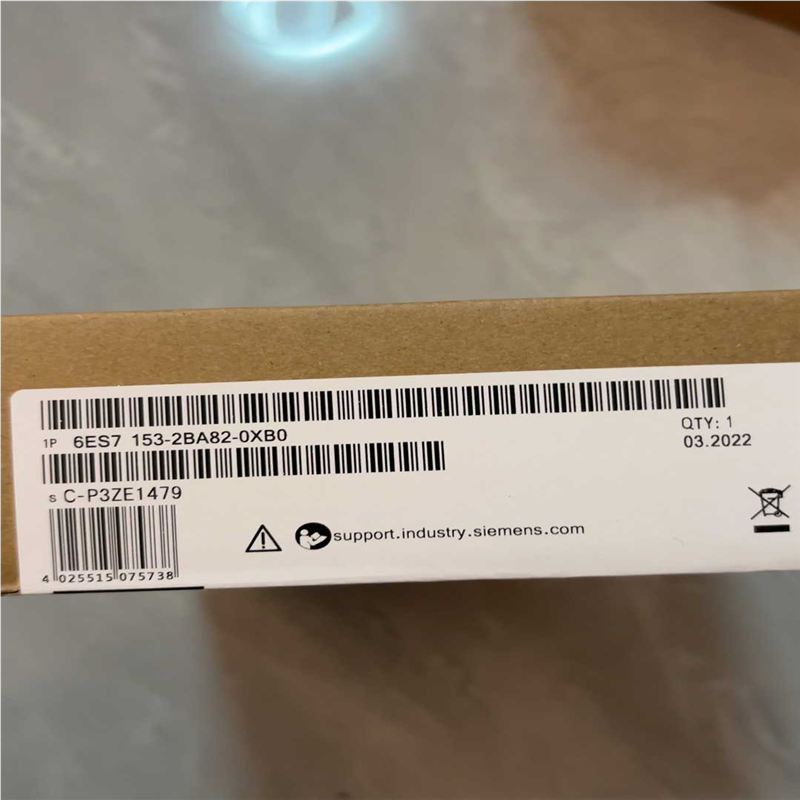 1P 6ES7 153-2BA82-0XB0
QTY: 1
03.2022
S C-P3ZE1479
support.industry.siemens.com
4 025515 075738